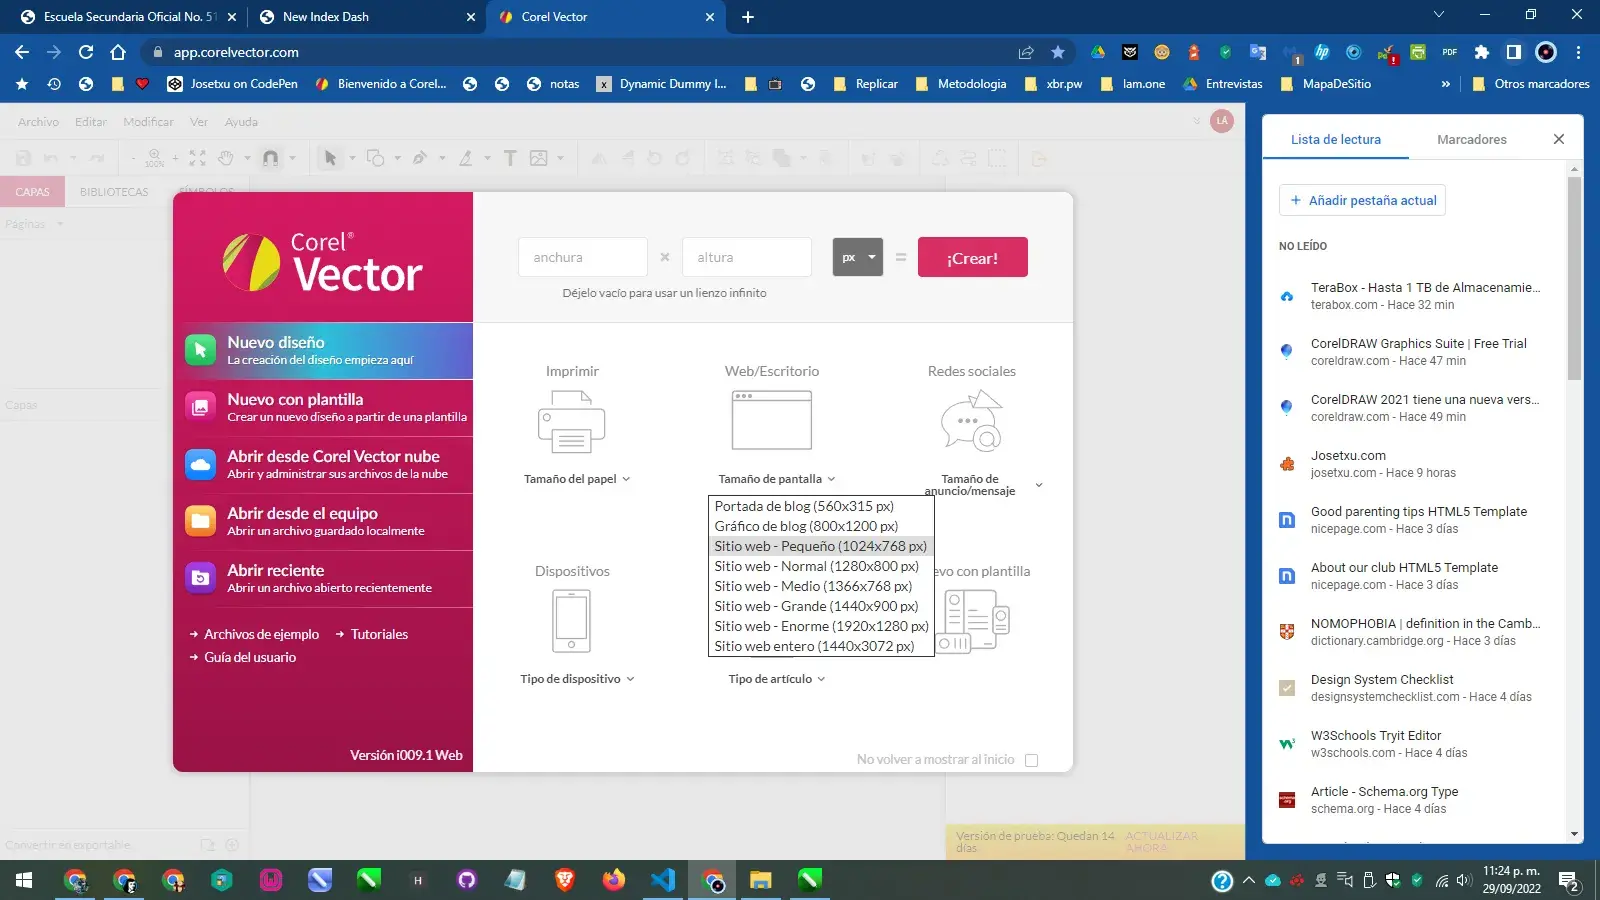 Escuela Secundaria Oficial No. 51
New Index Dash
Corel Vector
app.corelvector.com
1
PDF
Josetxu on CodePen
Bienvenido a Corel...
notas
Dynamic Dummy I...
Replicar
Metodologia
xbr.pw
Iam.one
Entrevistas
MapaDeSitio
»
Otros marcadores
Archivo
Editar
Modificar
Ver
Ayuda
LÁ
100%
CAPAS
BIBLIOTECAS
SÍMBOLOS
Páginas
Capas
Corel®
Vector
anchura
×
altura
px
=
¡Crear!
Déjelo vacío para usar un lienzo infinito
Nuevo diseño
La creación del diseño empieza aquí
Nuevo con plantilla
Crear un nuevo diseño a partir de una plantilla
Abrir desde Corel Vector nube
Abrir y administrar sus archivos de la nube
Abrir desde el equipo
Abrir un archivo guardado localmente
Abrir reciente
Abrir un archivo abierto recientemente
→ Archivos de ejemplo
→ Tutoriales
→ Guía del usuario
Versión i009.1 Web
Imprimir
Web/Escritorio
Redes sociales
Tamaño del papel
Tamaño de pantalla
Tamaño de
anuncio/mensaje
Portada de blog (560x315 px)
Gráfico de blog (800x1200 px)
Sitio web - Pequeño (1024x768 px)
Sitio web - Normal (1280x800 px)
Sitio web - Medio (1366x768 px)
Sitio web - Grande (1440x900 px)
Sitio web - Enorme (1920x1280 px)
Sitio web entero (1440x3072 px)
Dispositivos
evo con plantilla
Tipo de dispositivo
Tipo de artículo
No volver a mostrar al inicio
Convertir en exportable.
Versión de prueba: Quedan 14
días.
ACTUALIZAR
AHORA
Lista de lectura
Marcadores
+ Añadir pestaña actual
NO LEÍDO
TeraBox - Hasta 1 TB de Almacenamie...
terabox.com - Hace 32 min
CorelDRAW Graphics Suite | Free Trial
coreldraw.com - Hace 47 min
CorelDRAW 2021 tiene una nueva vers...
coreldraw.com - Hace 49 min
Josetxu.com
josetxu.com - Hace 9 horas
Good parenting tips HTML5 Template
nicepage.com - Hace 3 días
About our club HTML5 Template
nicepage.com - Hace 3 días
NOMOPHOBIA | definition in the Camb...
dictionary.cambridge.org - Hace 3 días
Design System Checklist
designsystemchecklist.com - Hace 4 días
W3Schools Tryit Editor
w3schools.com - Hace 4 días
Article - Schema.org Type
schema.org - Hace 4 días
H
11:24 p. m.
29/09/2022
2